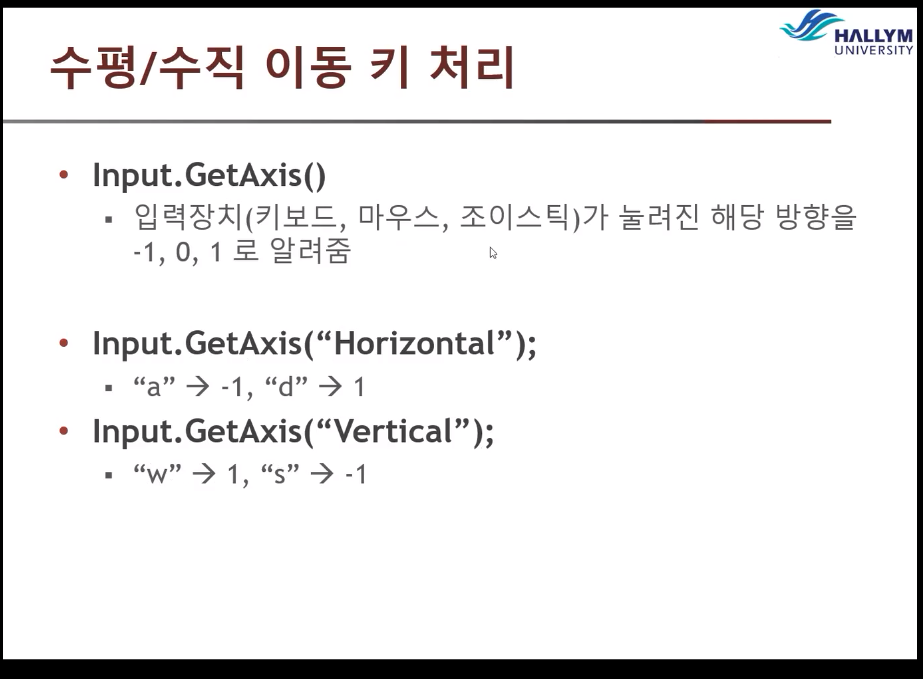 HALLYM
UNIVERSITY
수평/수직 이동 키 처리
• Input.GetAxis()
▪ 입력장치(키보드, 마우스, 조이스틱)가 눌려진 해당 방향을
-1, 0, 1 로 알려줌
• Input.GetAxis(“Horizontal”);
▪ “a” → -1, “d” → 1
• Input.GetAxis(“Vertical”);
▪ “w” → 1, “s” → -1